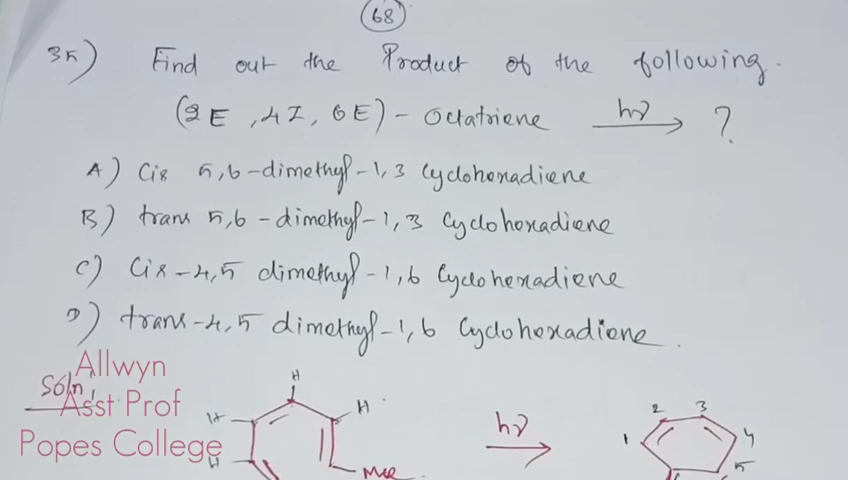 68
35) Find out the Product of the following.
(2E, 4Z, 6E) - Octatriene hν ?
A) Cis 5,6-dimethyl-1,3 Cyclohexadiene
B) trans 5,6-dimethyl-1,3 Cyclohexadiene
C) Cis-4,5 dimethyl-1,6 Cyclohexadiene
D) trans-4,5 dimethyl-1,6 Cyclohexadiene.
Allwyn
Soln
Asst Prof
Popes College
H
H H
H Me
hν
2 3
1 4
5